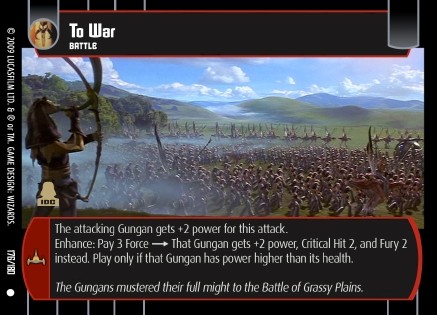 To War
BATTLE
IDC
The attacking Gungan gets +2 power for this attack.
Enhance: Pay 3 Force → That Gungan gets +2 power, Critical Hit 2, and Fury 2
instead. Play only if that Gungan has power higher than its health.
The Gungans mustered their full might to the Battle of Grassy Plains.
© 2009 LUCASFILM LTD. & ® or TM. GAME DESIGN: WIZARDS.